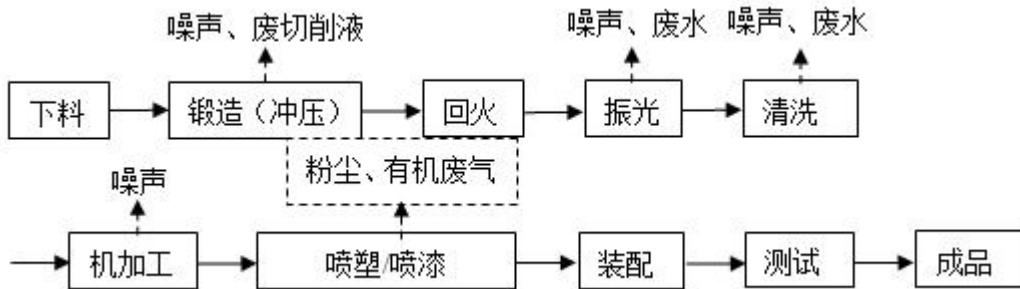 噪声、废切削液
噪声、废水
噪声、废水
下料
锻造（冲压）
回火
振光
清洗
粉尘、有机废气
噪声
机加工
喷塑/喷漆
装配
测试
成品